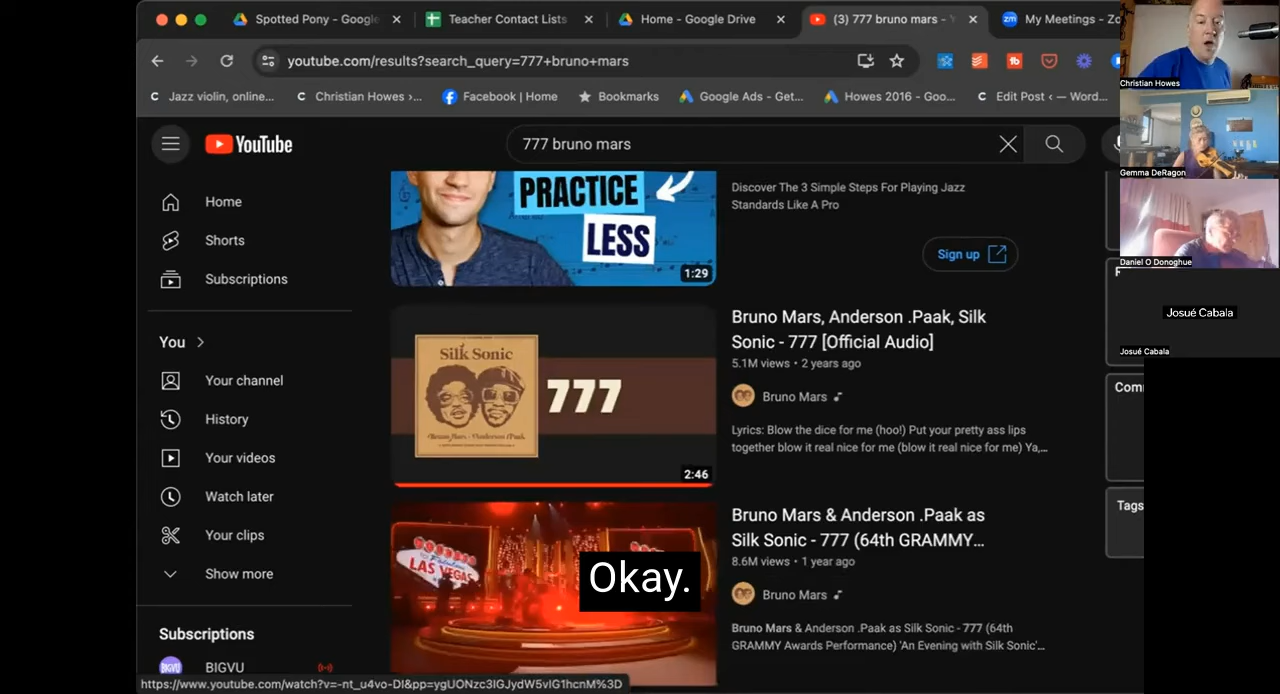 Spotted Pony - Google
Teacher Contact Lists
Home - Google Drive
(3) 777 bruno mars -
zm
My Meetings - Zo
youtube.com/results?search_query=777+bruno+mars
Jazz violin, online...
Christian Howes ›...
Facebook | Home
Bookmarks
Google Ads - Get...
Howes 2016 - Goo...
Edit Post ‹ — Word...
YouTube
777 bruno mars
Home
Shorts
Subscriptions
You
Your channel
History
Your videos
Watch later
Your clips
Show more
Subscriptions
BIGVU
BIGVU
PRACTICE
LESS
1:29
Discover The 3 Simple Steps For Playing Jazz
Standards Like A Pro
Sign up
Silk Sonic
777
Bruno Mars Anderson .Paak
2:46
Bruno Mars, Anderson .Paak, Silk
Sonic - 777 [Official Audio]
5.1M views • 2 years ago
Bruno Mars
Lyrics: Blow the dice for me (hoo!) Put your pretty ass lips
together blow it real nice for me (blow it real nice for me) Ya,...
Fabulous
LAS VEGAS
Bruno Mars & Anderson .Paak as
Silk Sonic - 777 (64th GRAMMY...
8.6M views • 1 year ago
Bruno Mars
Bruno Mars & Anderson .Paak as Silk Sonic - 777 (64th
GRAMMY Awards Performance) 'An Evening with Silk Sonic'...
Okay.
Com
Tags
Christian Howes
Gemma DeRagon
Daniel O Donoghue
Josué Cabala
Josué Cabala
https://www.youtube.com/watch?v=-nt_u4vo-DI&pp=ygUONzc3IGJydW5vIG1hcnM%3D